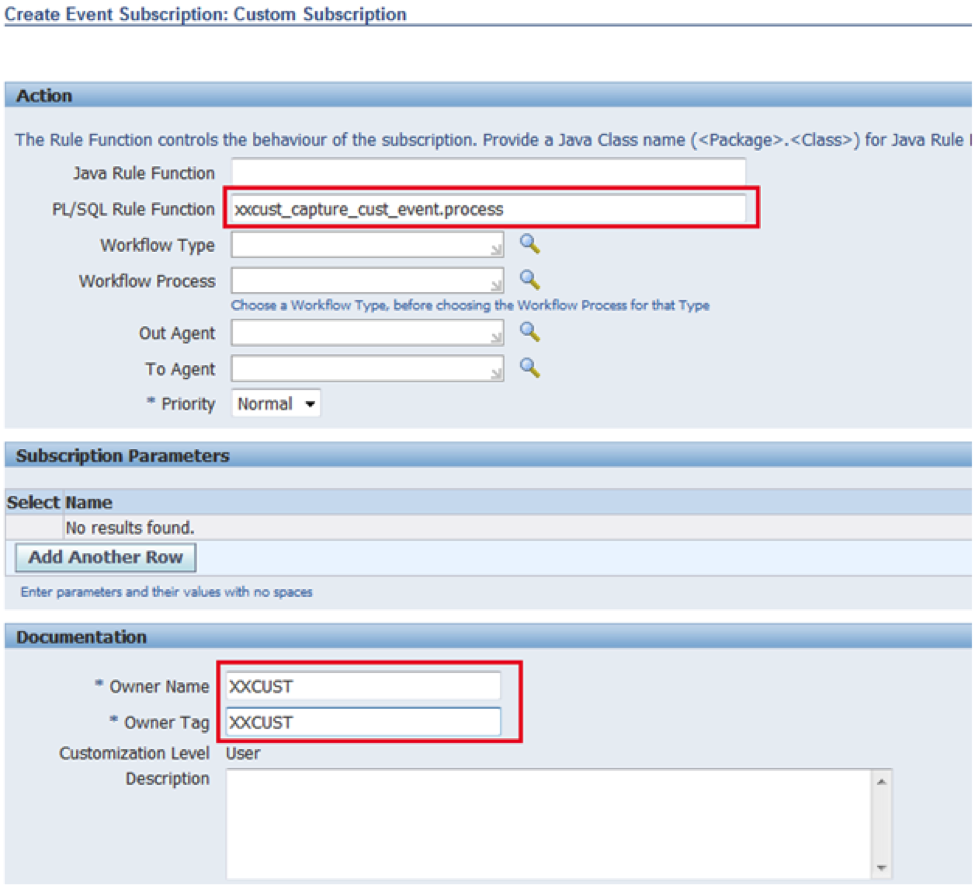 Create Event Subscription: Custom Subscription
Action
The Rule Function controls the behaviour of the subscription. Provide a Java Class name (<Package>.<Class>) for Java Rule
Java Rule Function
PL/SQL Rule Function xxcust_capture_cust_event.process
Workflow Type
Workflow Process
Choose a Workflow Type, before choosing the Workflow Process for that Type
Out Agent
To Agent
* Priority Normal
Subscription Parameters
Select Name
No results found.
Add Another Row
Enter parameters and their values with no spaces
Documentation
* Owner Name XXCUST
* Owner Tag XXCUST
Customization Level User
Description